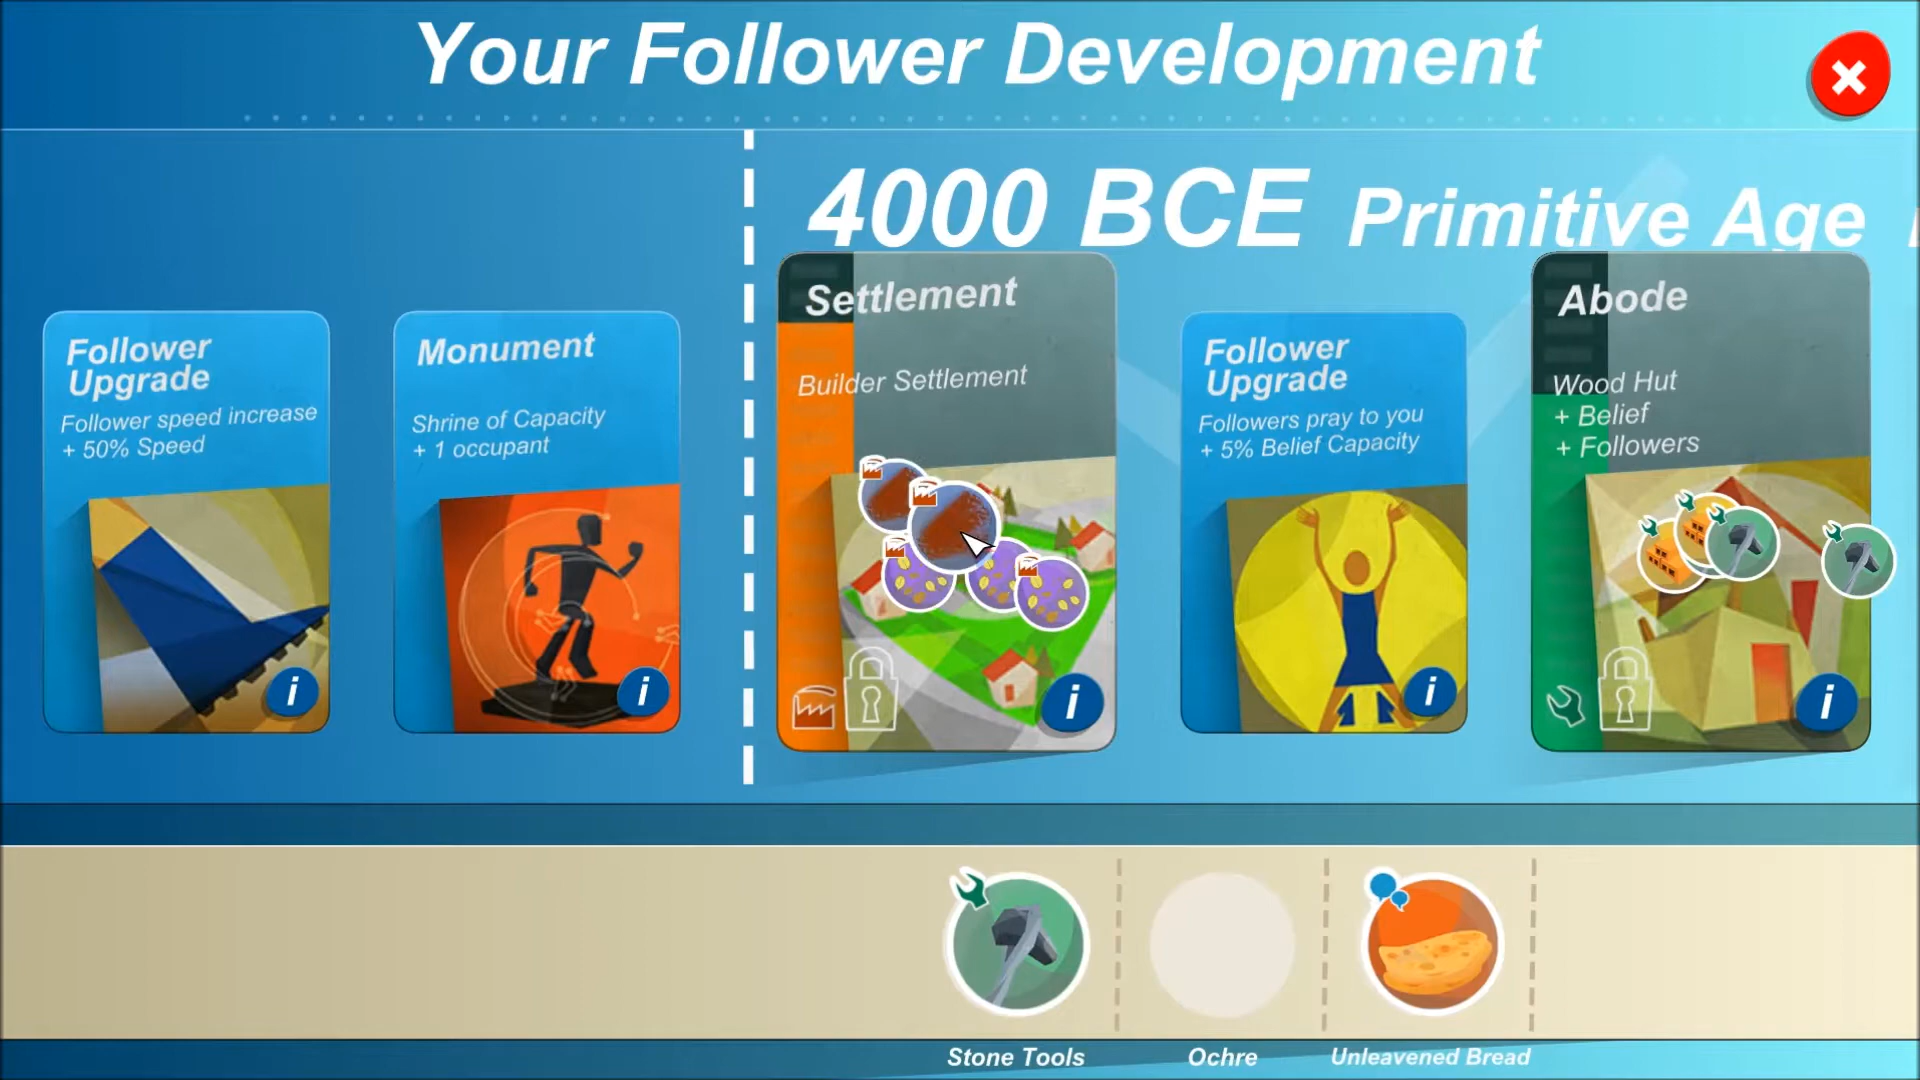 Your Follower Development
4000 BCE Primitive Age
Follower
Upgrade
Follower speed increase
+ 50% Speed
i
Monument
Shrine of Capacity
+ 1 occupant
i
Settlement
Builder Settlement
i
Follower
Upgrade
Followers pray to you
+ 5% Belief Capacity
i
Abode
Wood Hut
+ Belief
+ Followers
i
Stone Tools
Ochre
Unleavened Bread